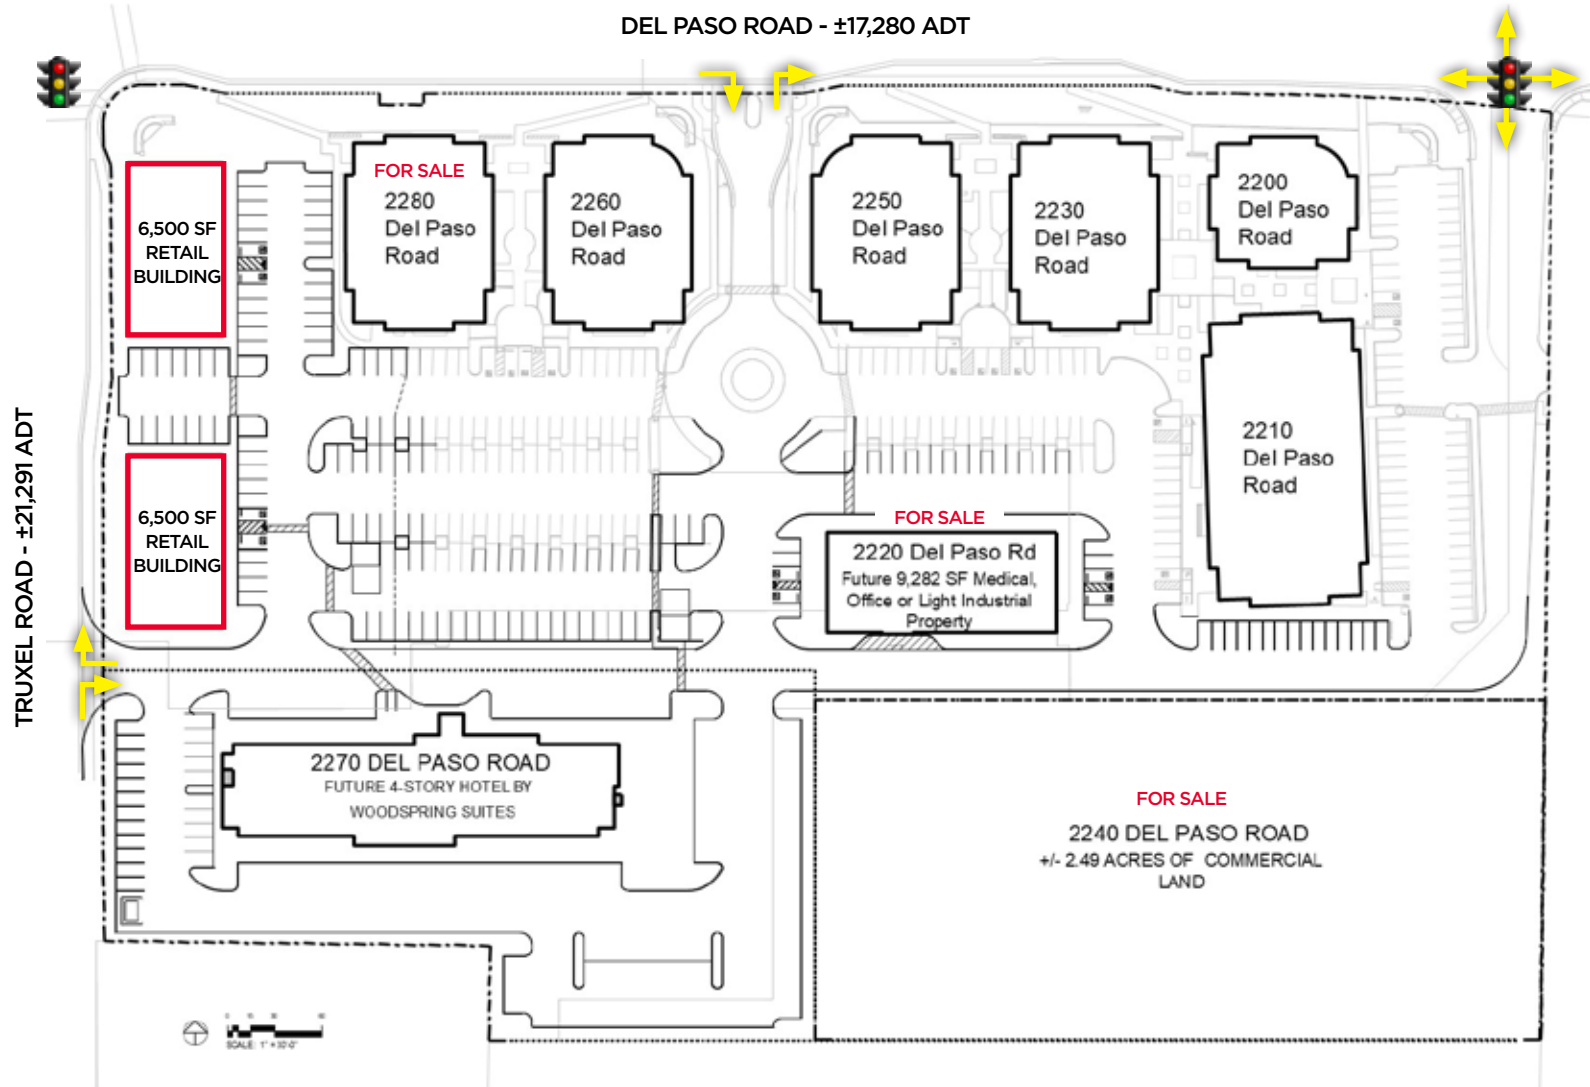 DEL PASO ROAD - ±17,280 ADT
FOR SALE
2280
Del Paso
Road
2260
Del Paso
Road
2250
Del Paso
Road
2230
Del Paso
Road
2200
Del Paso
Road
6,500 SF
RETAIL
BUILDING
2210
Del Paso
Road
TRUXEL ROAD - ±21,291 ADT
6,500 SF
RETAIL
BUILDING
FOR SALE
2220 Del Paso Rd
Future 9,282 SF Medical,
Office or Light Industrial
Property
2270 DEL PASO ROAD
FUTURE 4-STORY HOTEL BY
WOODSPRING SUITES
FOR SALE
2240 DEL PASO ROAD
+/- 2.49 ACRES OF COMMERCIAL
LAND
SCALE: 1" =